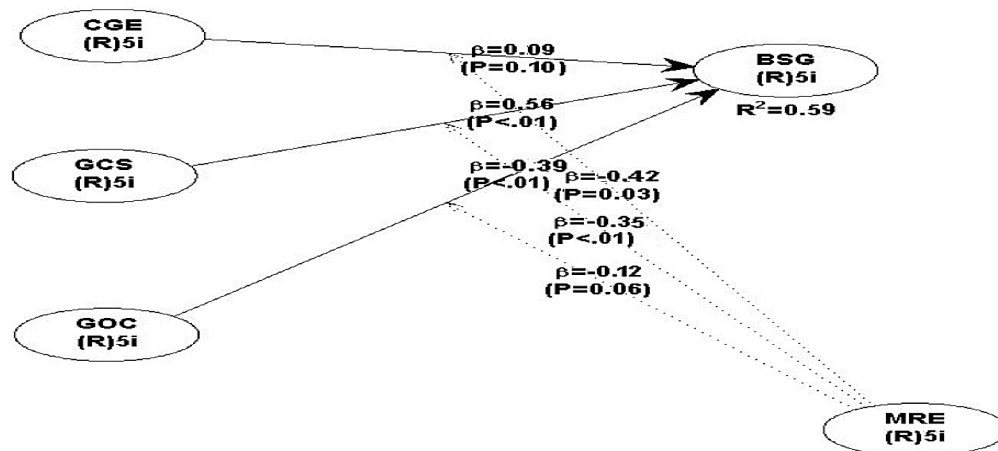 CGE
(R)5i
β=0.09
(P=0.10)
BSG
(R)5i
R²=0.59
β=0.56
(P<.01)
GCS
(R)5i
β=-0.39
(P<.01)
β=-0.42
(P=0.03)
β=-0.35
(P<.01)
β=-0.12
(P=0.06)
GOC
(R)5i
MRE
(R)5i